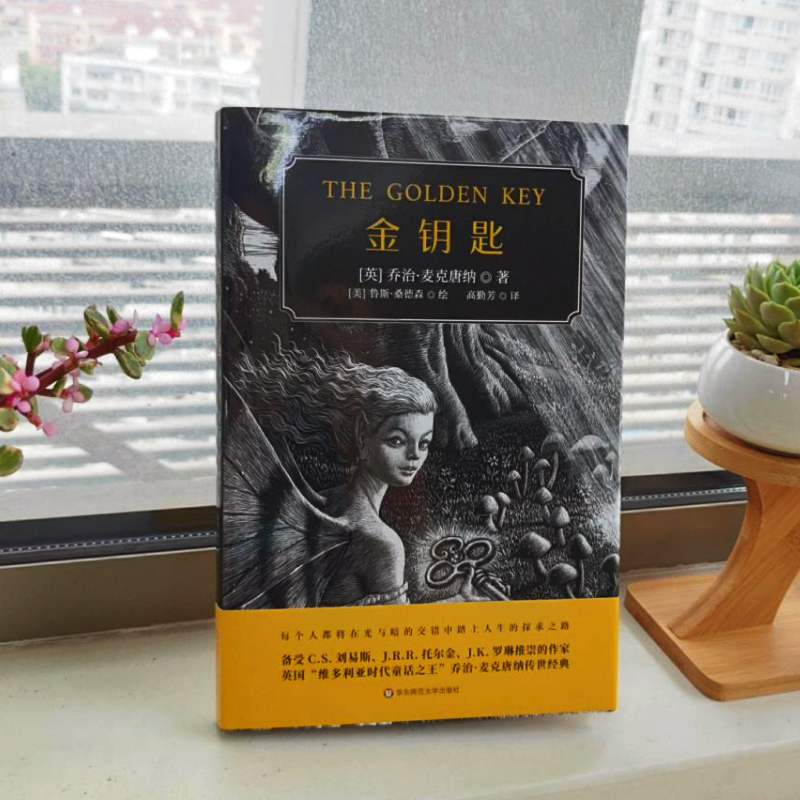 THE GOLDEN KEY
金钥匙
[英] 乔治·麦克唐纳 ◎ 著
[美] 鲁斯·桑德森 ◎ 绘 高勤芳 ◎ 译
每个人都将在光与暗的交错中踏上人生的探求之路
备受 C.S. 刘易斯、J.R.R. 托尔金、J.K. 罗琳推崇的作家
英国“维多利亚时代童话之王”乔治·麦克唐纳传世经典
华东师范大学出版社